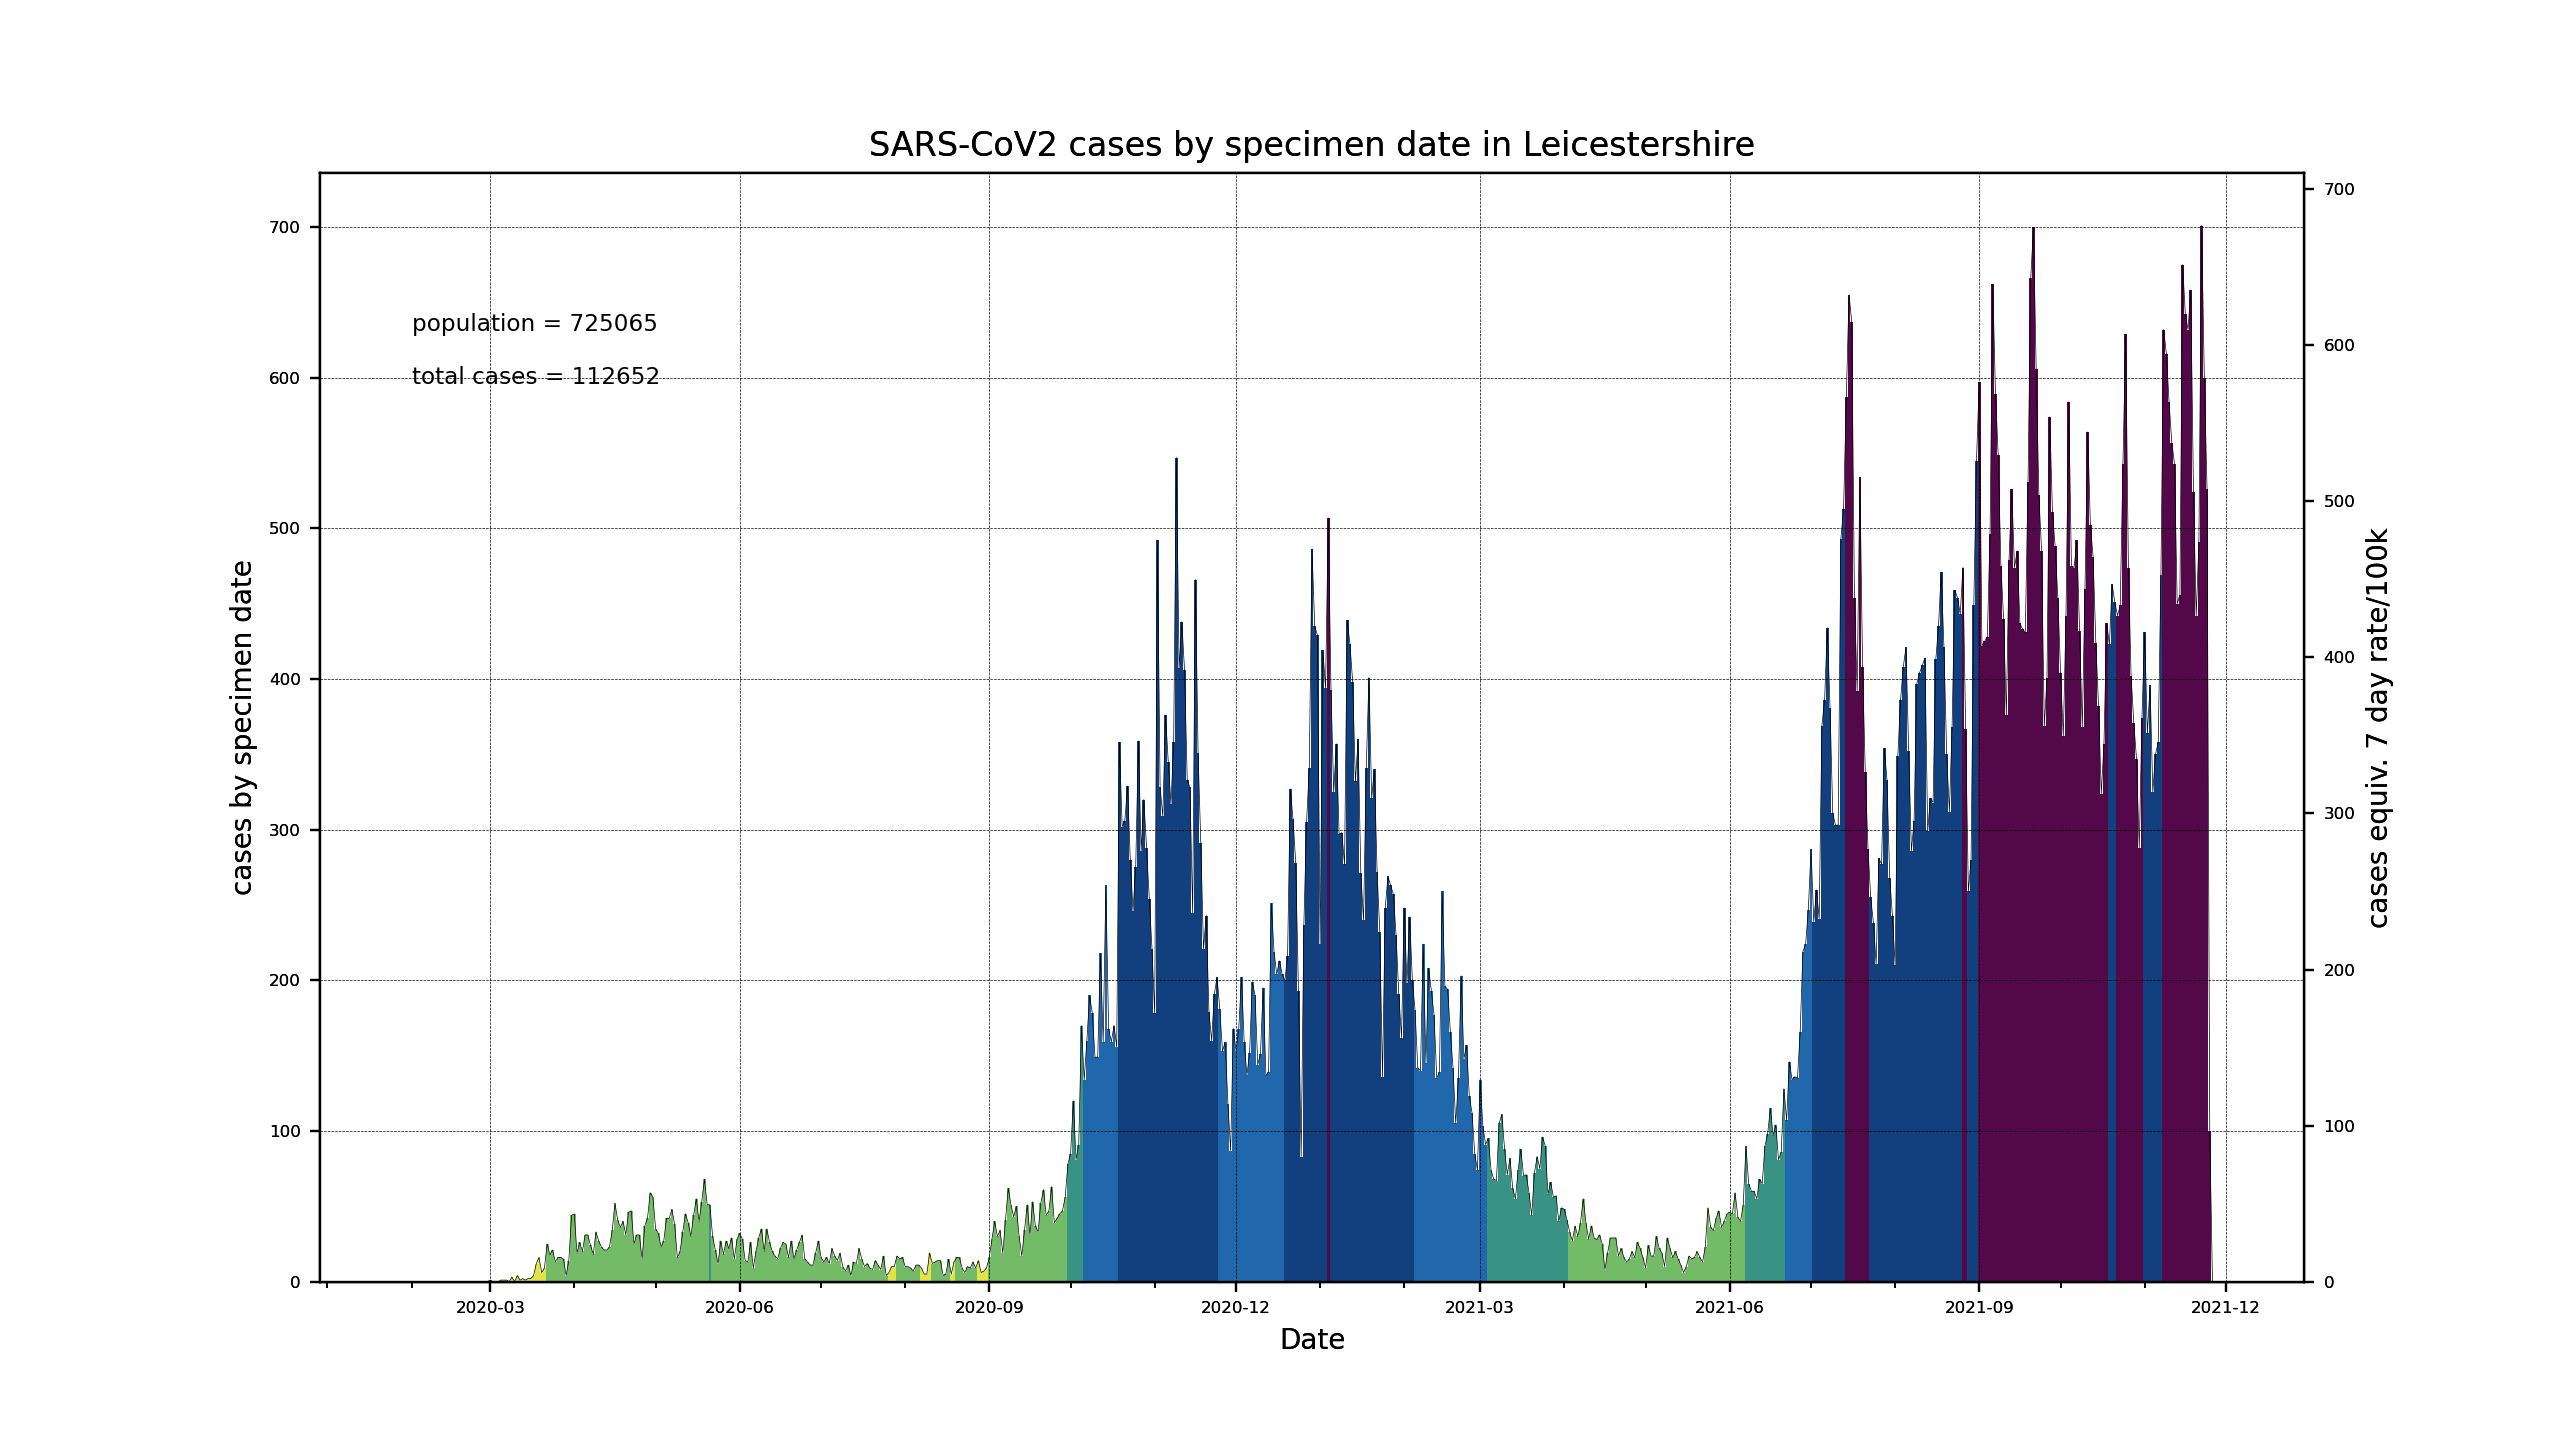 SARS-CoV2 cases by specimen date in Leicestershire
population = 725065
total cases = 112652
cases by specimen date
700
600
500
400
300
200
100
0
700
600
500
400
300
200
100
0
cases equiv. 7 day rate/100k
2020-03 2020-06 2020-09 2020-12 2021-03 2021-06 2021-09 2021-12
Date